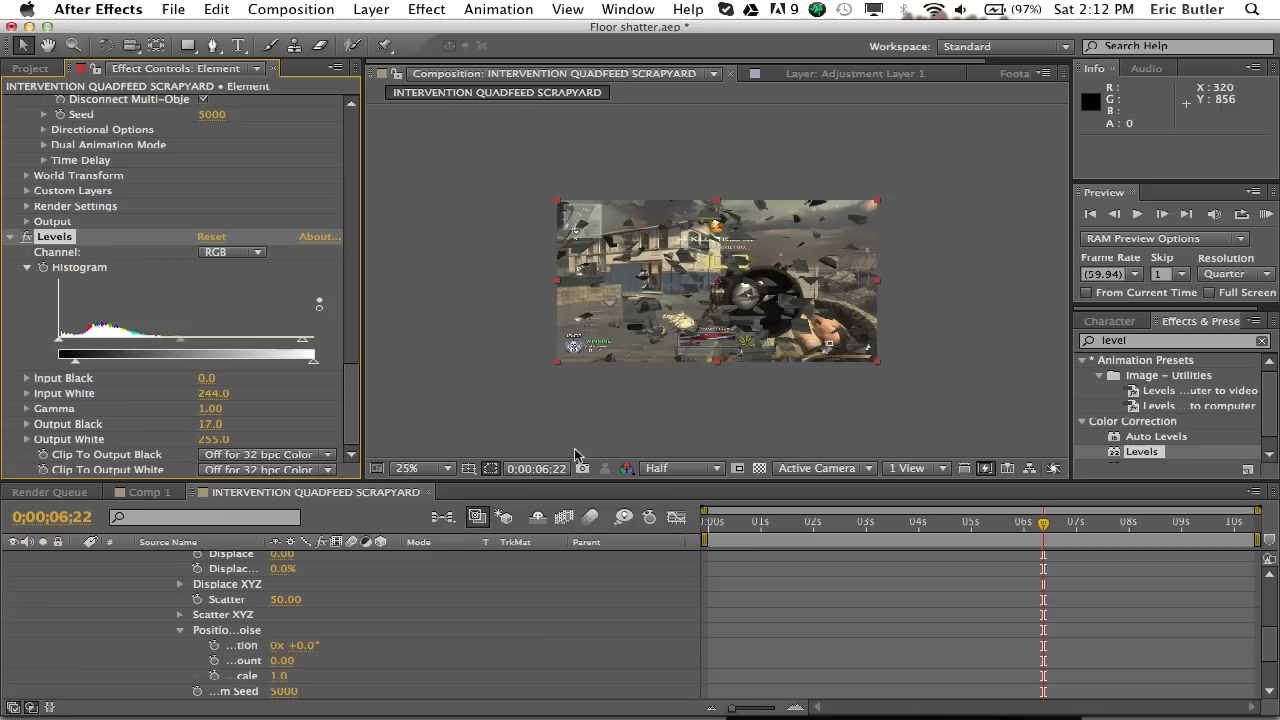 After Effects File Edit Composition Layer Effect Animation View Window Help 9 (97%) Sat 2:12 PM Eric Butler
Floor shatter.aep *
Workspace: Standard Search Help
Project Effect Controls: Element Composition: INTERVENTION QUADFEED SCRAPYARD Layer: Adjustment Layer 1 Foota Info Audio
INTERVENTION QUADFEED SCRAPYARD • Element
INTERVENTION QUADFEED SCRAPYARD
R: X: 320
G: Y: 856
B:
A: 0
Disconnect Multi-Obje
Seed 5000
Directional Options
Dual Animation Mode
Time Delay
World Transform
Custom Layers
Render Settings
Output
Levels Reset About...
Channel: RGB
Histogram
Input Black 0.0
Input White 244.0
Gamma 1.00
Output Black 17.0
Output White 255.0
Clip To Output Black Off for 32 bpc Color
Clip To Output White Off for 32 bpc Color
25% 0:00:06:22 Half Active Camera 1 View
Preview
RAM Preview Options
Frame Rate Skip Resolution
(59.94) 1 Quarter
From Current Time Full Screen
Character Effects & Prese
level
* Animation Presets
Image – Utilities
Levels ...uter to video
Levels ...to computer
Color Correction
Auto Levels
Levels
Render Queue Comp 1 INTERVENTION QUADFEED SCRAPYARD
0;00;06;22
):00s 01s 02s 03s 04s 05s 06s 07s 08s 09s 10s
# Source Name Mode T TrkMat Parent
Displace 0.00
Displac... 0.0%
Displace XYZ
Scatter 50.00
Scatter XYZ
Positio...oise
...tion 0x +0.0°
...ount 0.00
...cale 1.0
...m Seed 5000